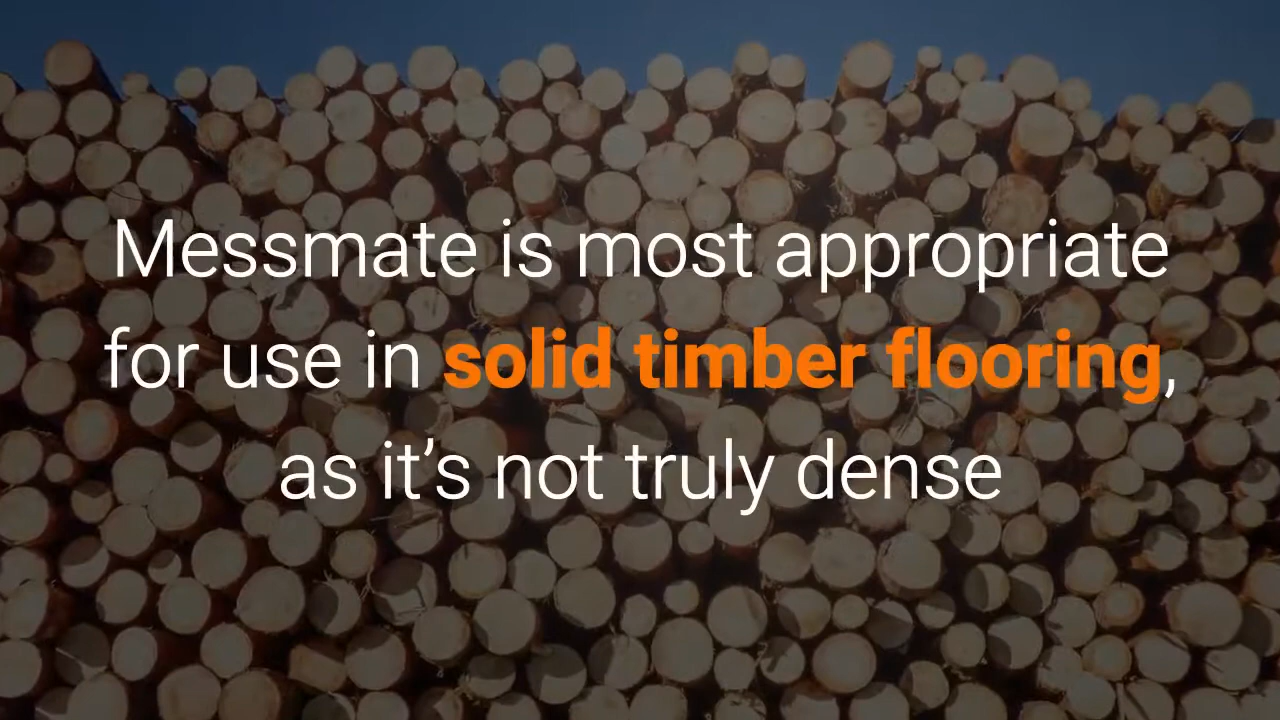 Messmate is most appropriate
for use in solid timber flooring,
as it’s not truly dense